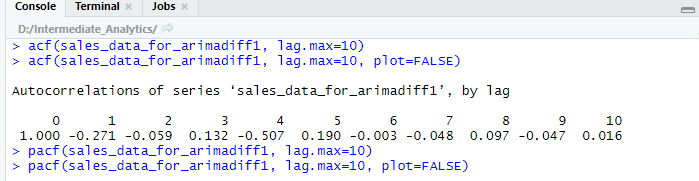 Console Terminal × Jobs ×
D:/Intermediate_Analytics/
> acf(sales_data_for_arimadiff1, lag.max=10)
> acf(sales_data_for_arimadiff1, lag.max=10, plot=FALSE)
Autocorrelations of series ‘sales_data_for_arimadiff1’, by lag
0 1 2 3 4 5 6 7 8 9 10
1.000 -0.271 -0.059 0.132 -0.507 0.190 -0.003 -0.048 0.097 -0.047 0.016
> pacf(sales_data_for_arimadiff1, lag.max=10)
> pacf(sales_data_for_arimadiff1, lag.max=10, plot=FALSE)